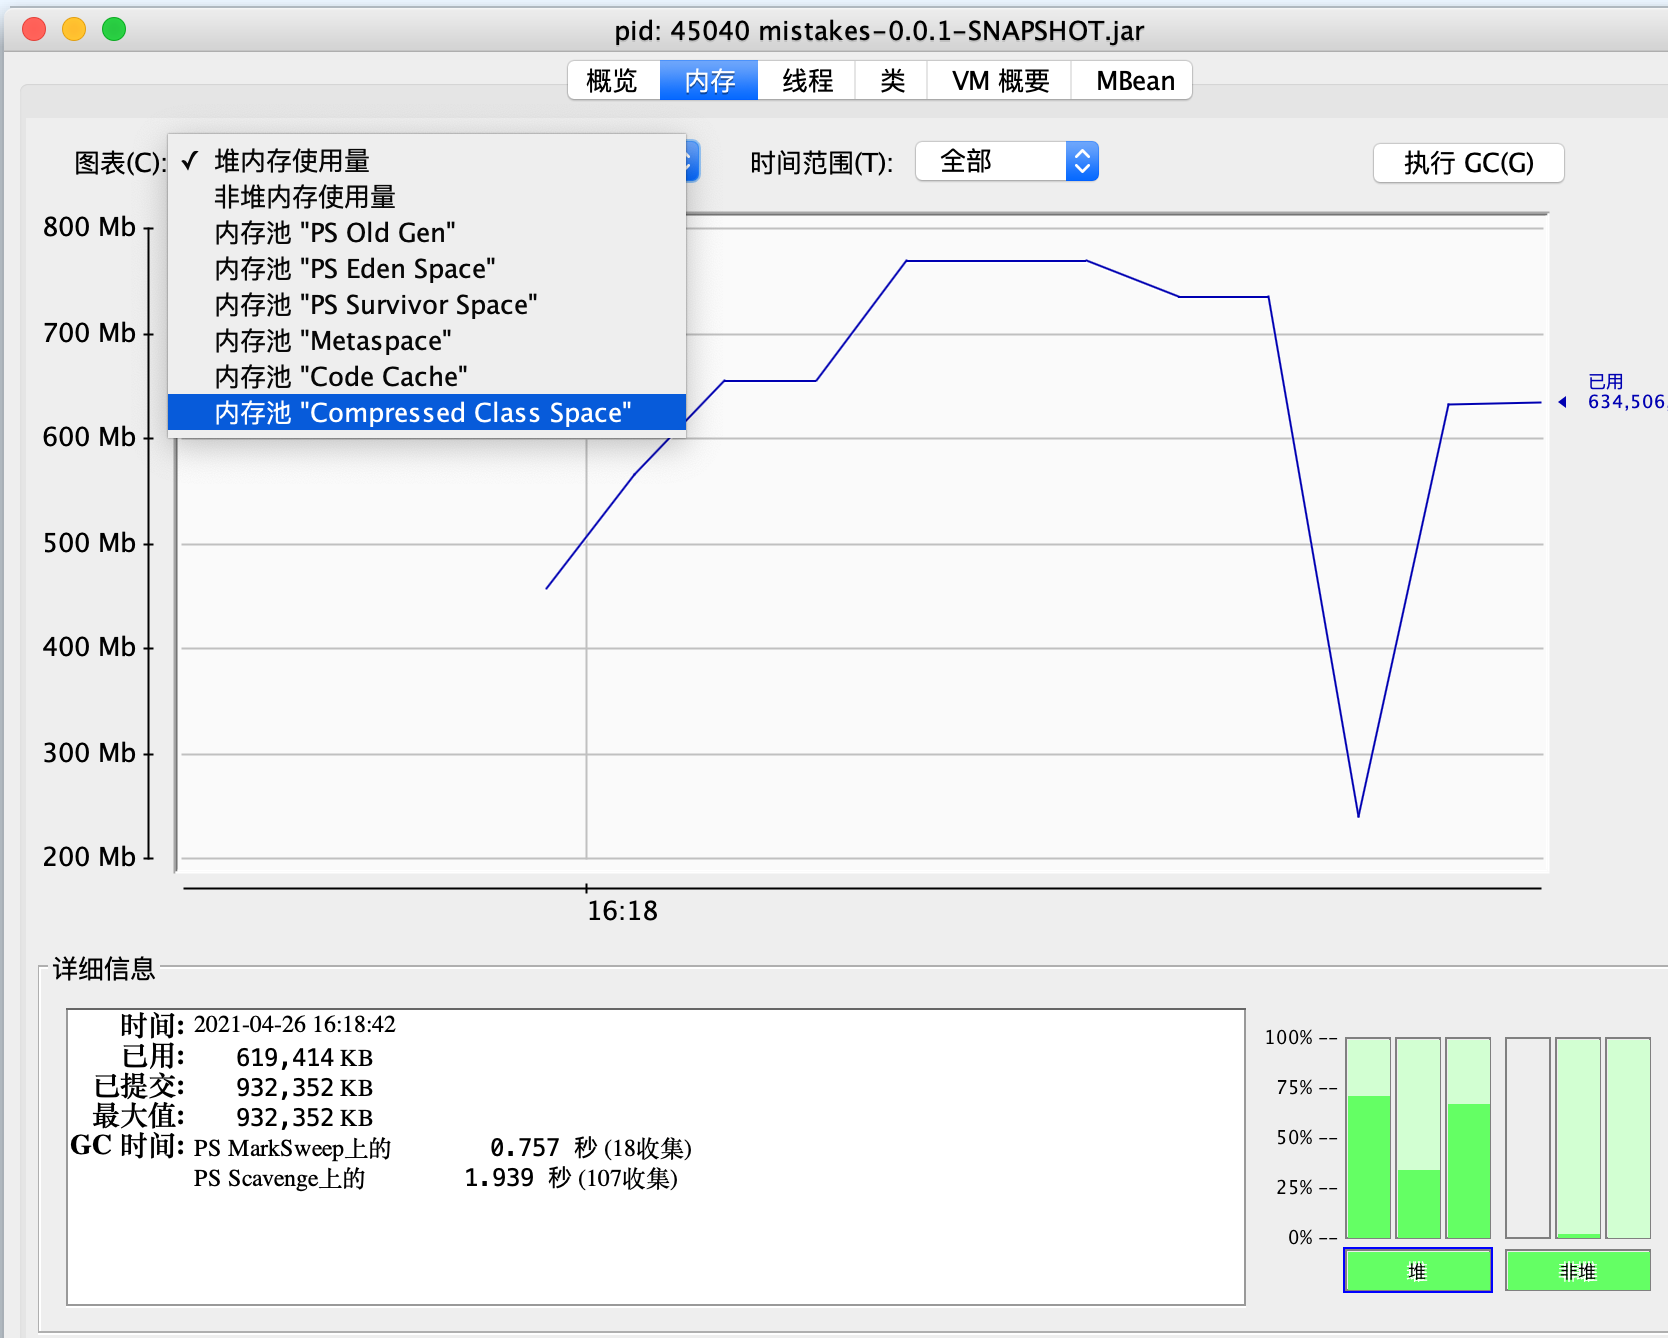 pid: 45040 mistakes-0.0.1-SNAPSHOT.jar
概览 内存 线程 类 VM 概要 MBean
图表(C): ✓ 堆内存使用量 时间范围(T): 全部 执行 GC(G)
非堆内存使用量
内存池 "PS Old Gen"
内存池 "PS Eden Space"
内存池 "PS Survivor Space"
内存池 "Metaspace"
内存池 "Code Cache"
内存池 "Compressed Class Space"
800 Mb
700 Mb
600 Mb
500 Mb
400 Mb
300 Mb
200 Mb
已用
634,506,
16:18
详细信息
时间: 2021-04-26 16:18:42
已用: 619,414 KB
已提交: 932,352 KB
最大值: 932,352 KB
GC 时间: PS MarkSweep上的 0.757 秒 (18收集)
PS Scavenge上的 1.939 秒 (107收集)
100% --
75% --
50% --
25% --
0% --
堆 非堆